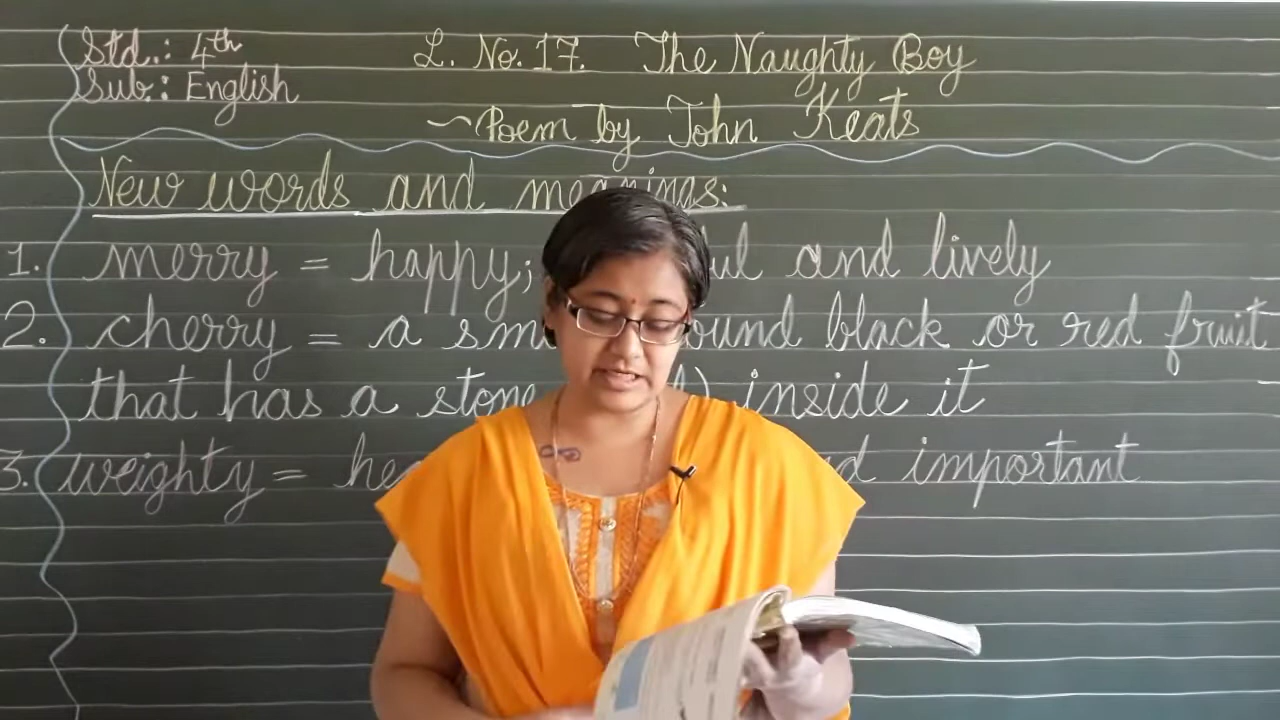 Std.: 4th
Sub.: English
L. No. 17. The Naughty Boy
~Poem by John Keats
New words and meanings:
1. merry = happy; ul and lively
2. cherry = a sm ound black or red fruit
that has a stone ) inside it
3. weighty = hea d important